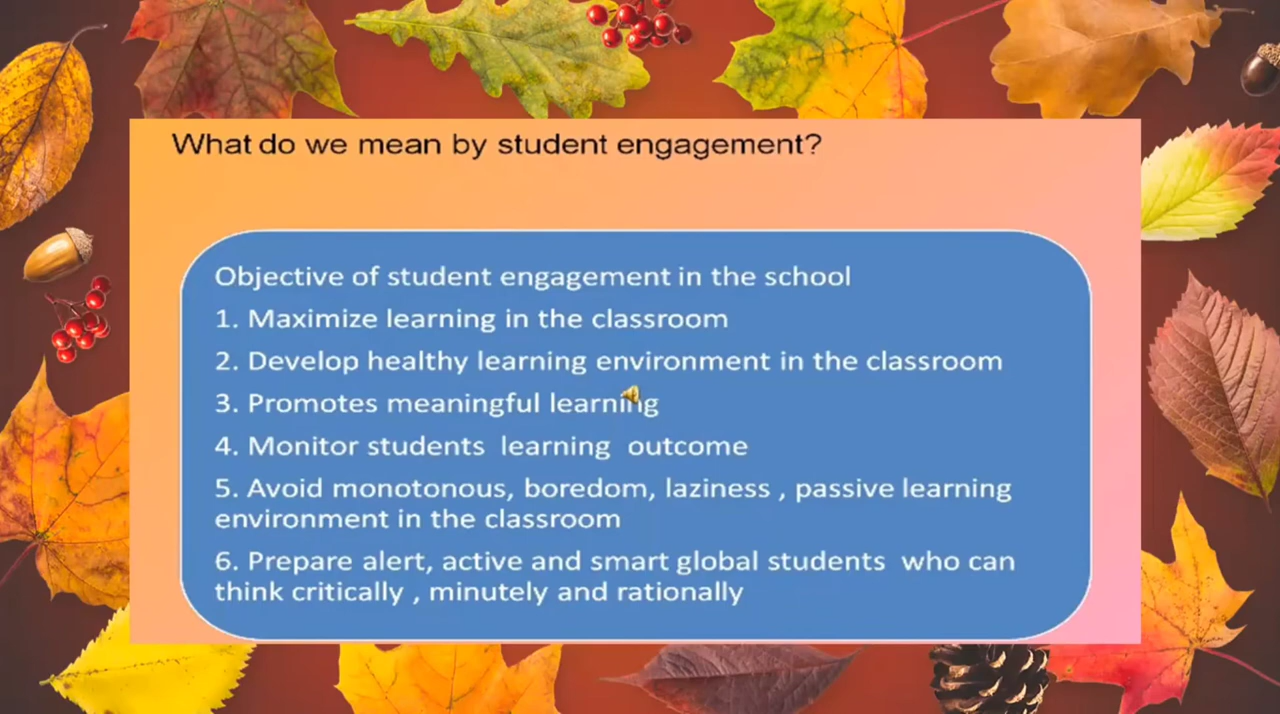 What do we mean by student engagement?
Objective of student engagement in the school
1. Maximize learning in the classroom
2. Develop healthy learning environment in the classroom
3. Promotes meaningful learning
4. Monitor students  learning  outcome
5. Avoid monotonous, boredom, laziness , passive learning
environment in the classroom
6. Prepare alert, active and smart global students  who can
think critically , minutely and rationally